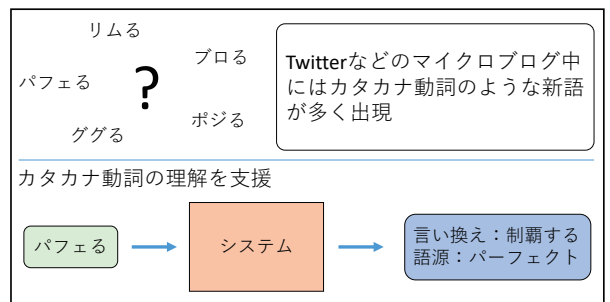 リムる
ブロる
パフェる
?
ポジる
ググる
Twitterなどのマイクロブログ中
にはカタカナ動詞のような新語
が多く出現
カタカナ動詞の理解を支援
パフェる
システム
言い換え：制覇する
語源：パーフェクト